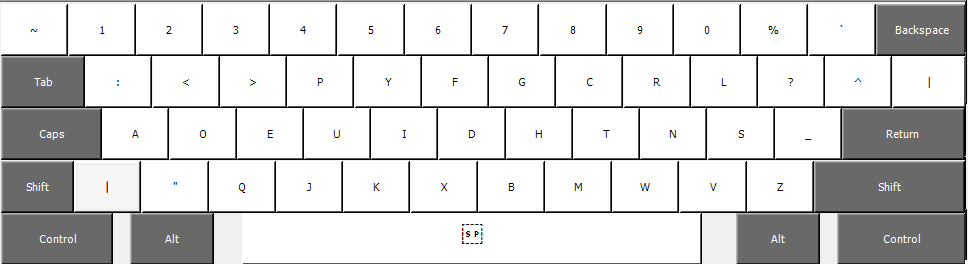 ~ 1 2 3 4 5 6 7 8 9 0 % ` Backspace
Tab : < > P Y F G C R L ? ^ |
Caps A O E U I D H T N S _ Return
Shift | " Q J K X B M W V Z Shift
Control Alt SP Alt Control